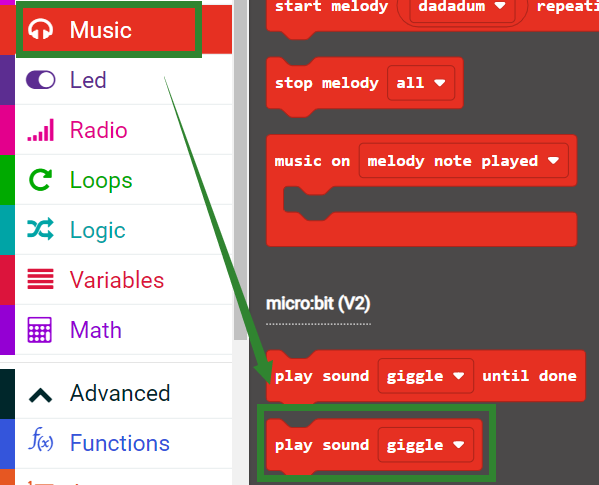 Music
Led
Radio
Loops
Logic
Variables
Math
Advanced
f(x) Functions
start melody dadadum repeati
stop melody all
music on melody note played
micro:bit (V2)
play sound giggle until done
play sound giggle